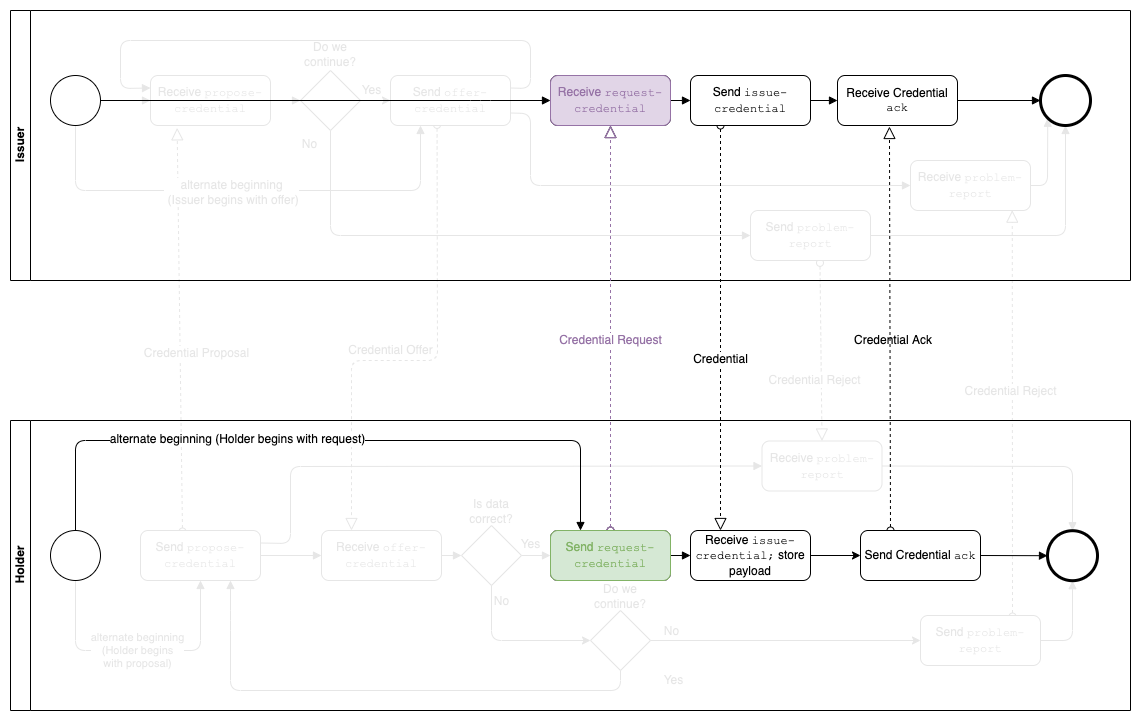 Issuer
Do we
continue?
Receive propose-
credential
Yes
Send offer-
credential
Receive request-
credential
Send issue-
credential
Receive Credential
ack
No
alternate beginning
(Issuer begins with offer)
Receive problem-
report
Send problem-
report
Credential Proposal
Credential Offer
Credential Request
Credential
Credential Ack
Credential Reject
Credential Reject
Holder
alternate beginning (Holder begins with request)
Receive problem-
report
Is data
correct?
Send propose-
credential
Receive offer-
credential
Yes
Send request-
credential
Receive issue-
credential; store
payload
Send Credential ack
No
Do we
continue?
alternate beginning
(Holder begins
with proposal)
No
Send problem-
report
Yes